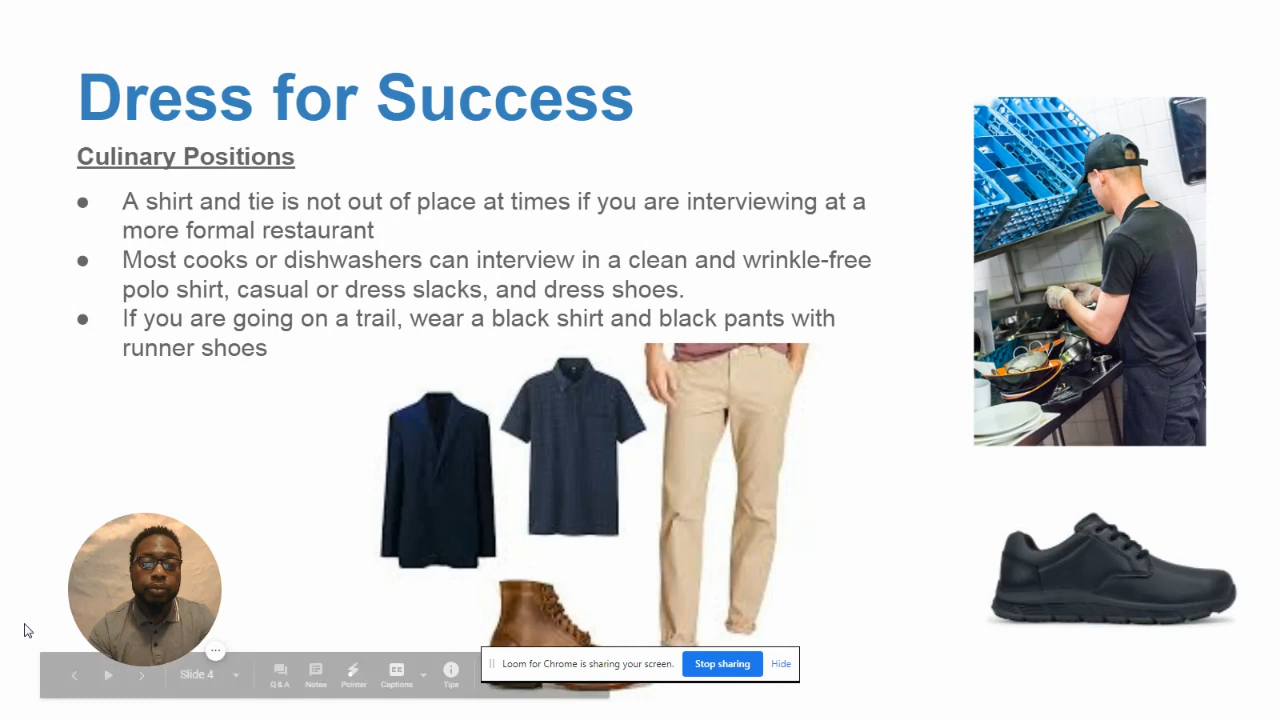 Dress for Success
Culinary Positions
● A shirt and tie is not out of place at times if you are interviewing at a
more formal restaurant
● Most cooks or dishwashers can interview in a clean and wrinkle-free
polo shirt, casual or dress slacks, and dress shoes.
● If you are going on a trail, wear a black shirt and black pants with
runner shoes
Loom for Chrome is sharing your screen. Stop sharing Hide
Slide 4 Q & A Notes Pointer Captions Tips